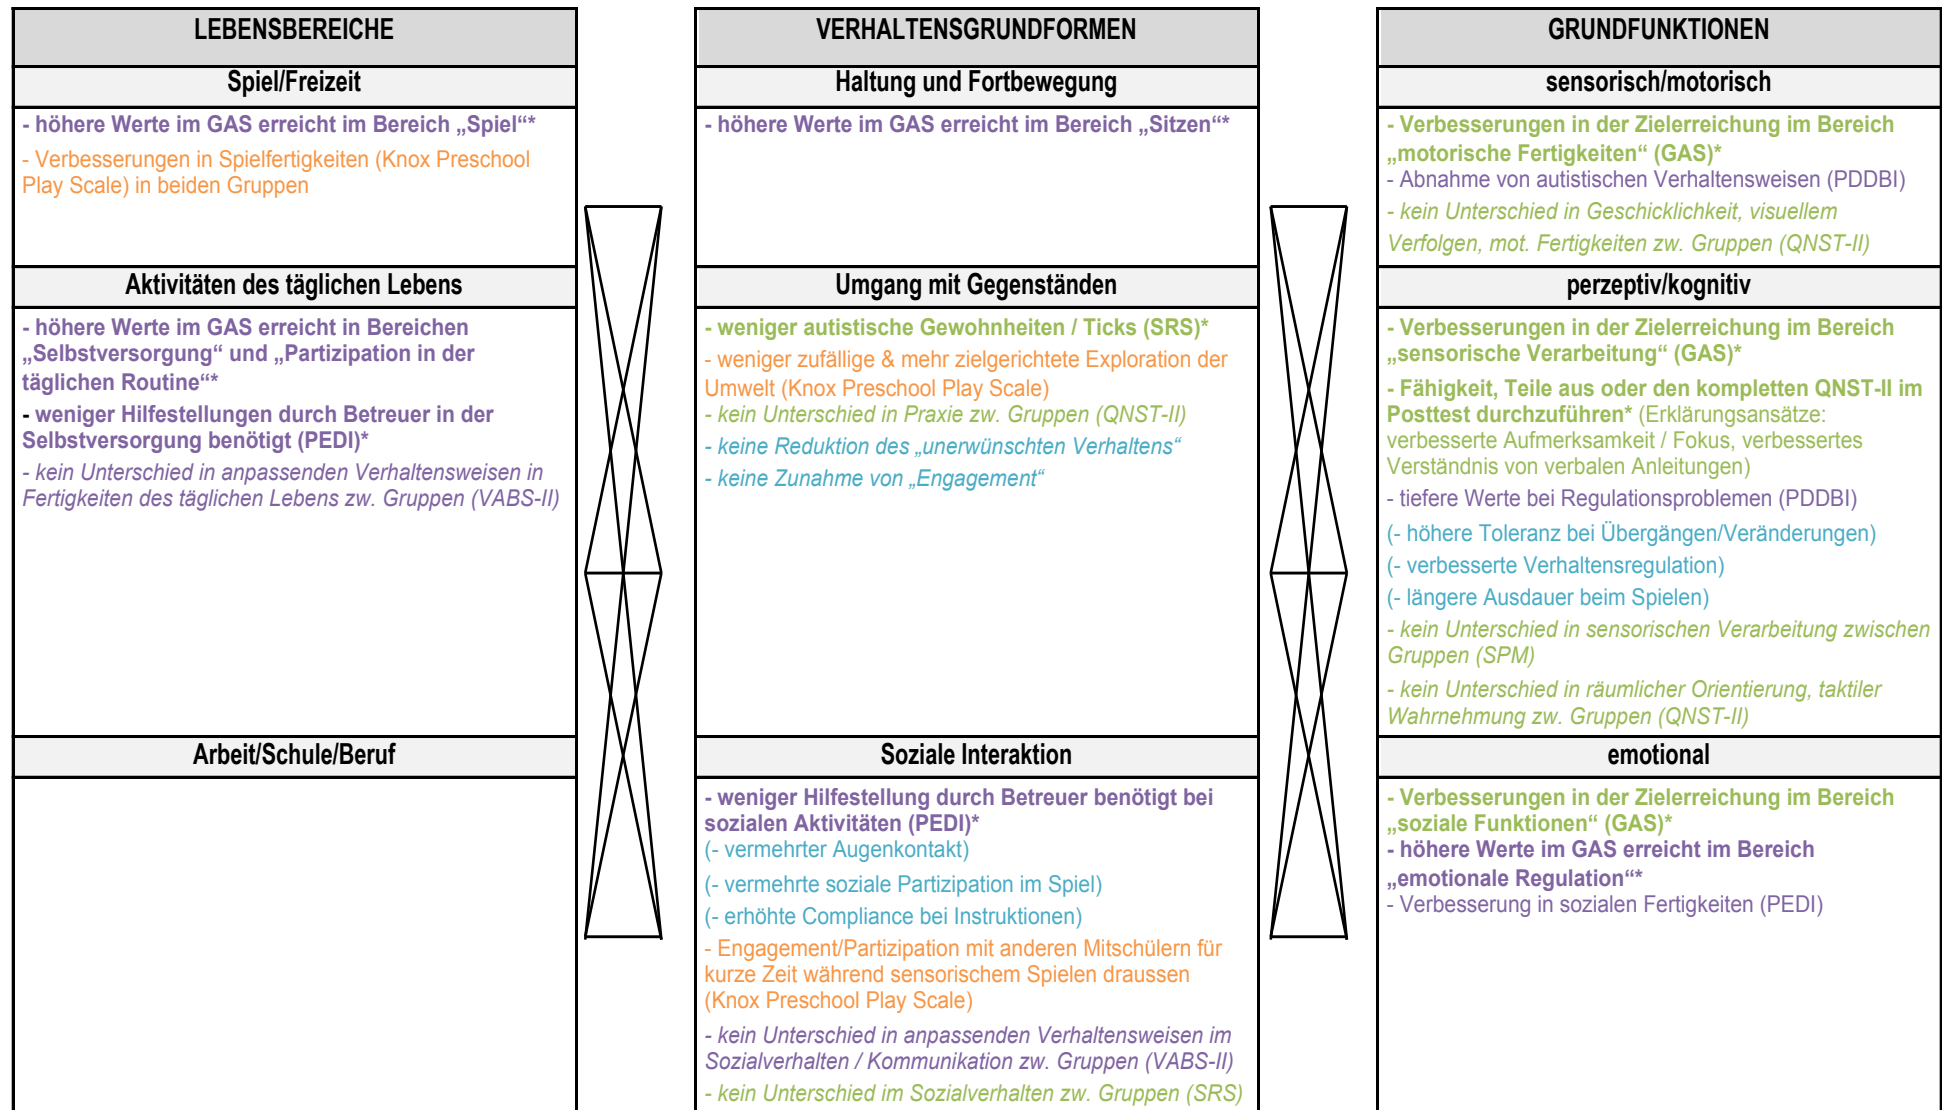 LEBENSBEREICHE
Spiel/Freizeit
- höhere Werte im GAS erreicht im Bereich „Spiel“*
- Verbesserungen in Spielfertigkeiten (Knox Preschool
Play Scale) in beiden Gruppen
Aktivitäten des täglichen Lebens
- höhere Werte im GAS erreicht in Bereichen
„Selbstversorgung“ und „Partizipation in der
täglichen Routine“*
- weniger Hilfestellungen durch Betreuer in der
Selbstversorgung benötigt (PEDI)*
- kein Unterschied in anpassenden Verhaltensweisen in
Fertigkeiten des täglichen Lebens zw. Gruppen (VABS-II)
Arbeit/Schule/Beruf
VERHALTENSGRUNDFORMEN
Haltung und Fortbewegung
- höhere Werte im GAS erreicht im Bereich „Sitzen“*
Umgang mit Gegenständen
- weniger autistische Gewohnheiten / Ticks (SRS)*
- weniger zufällige & mehr zielgerichtete Exploration der
Umwelt (Knox Preschool Play Scale)
- kein Unterschied in Praxie zw. Gruppen (QNST-II)
- keine Reduktion des „unerwünschten Verhaltens“
- keine Zunahme von „Engagement“
Soziale Interaktion
- weniger Hilfestellung durch Betreuer benötigt bei
sozialen Aktivitäten (PEDI)*
(- vermehrter Augenkontakt)
(- vermehrte soziale Partizipation im Spiel)
(- erhöhte Compliance bei Instruktionen)
- Engagement/Partizipation mit anderen Mitschülern für
kurze Zeit während sensorischem Spielen draussen
(Knox Preschool Play Scale)
- kein Unterschied in anpassenden Verhaltensweisen im
Sozialverhalten / Kommunikation zw. Gruppen (VABS-II)
- kein Unterschied im Sozialverhalten zw. Gruppen (SRS)
GRUNDFUNKTIONEN
sensorisch/motorisch
- Verbesserungen in der Zielerreichung im Bereich
„motorische Fertigkeiten“ (GAS)*
- Abnahme von autistischen Verhaltensweisen (PDDBI)
- kein Unterschied in Geschicklichkeit, visuellem
Verfolgen, mot. Fertigkeiten zw. Gruppen (QNST-II)
perzeptiv/kognitiv
- Verbesserungen in der Zielerreichung im Bereich
„sensorische Verarbeitung“ (GAS)*
- Fähigkeit, Teile aus oder den kompletten QNST-II im
Posttest durchzuführen* (Erklärungsansätze:
verbesserte Aufmerksamkeit / Fokus, verbessertes
Verständnis von verbalen Anleitungen)
- tiefere Werte bei Regulationsproblemen (PDDBI)
(- höhere Toleranz bei Übergängen/Veränderungen)
(- verbesserte Verhaltensregulation)
(- längere Ausdauer beim Spielen)
- kein Unterschied in sensorischen Verarbeitung zwischen
Gruppen (SPM)
- kein Unterschied in räumlicher Orientierung, taktiler
Wahrnehmung zw. Gruppen (QNST-II)
emotional
- Verbesserungen in der Zielerreichung im Bereich
„soziale Funktionen“ (GAS)*
- höhere Werte im GAS erreicht im Bereich
„emotionale Regulation“*
- Verbesserung in sozialen Fertigkeiten (PEDI)